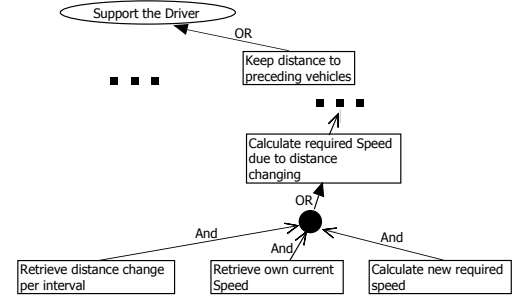 Support the Driver
OR
Keep distance to
preceding vehicles
Calculate required Speed
due to distance
changing
OR
And
And
And
Retrieve distance change
per interval
Retrieve own current
Speed
Calculate new required
speed